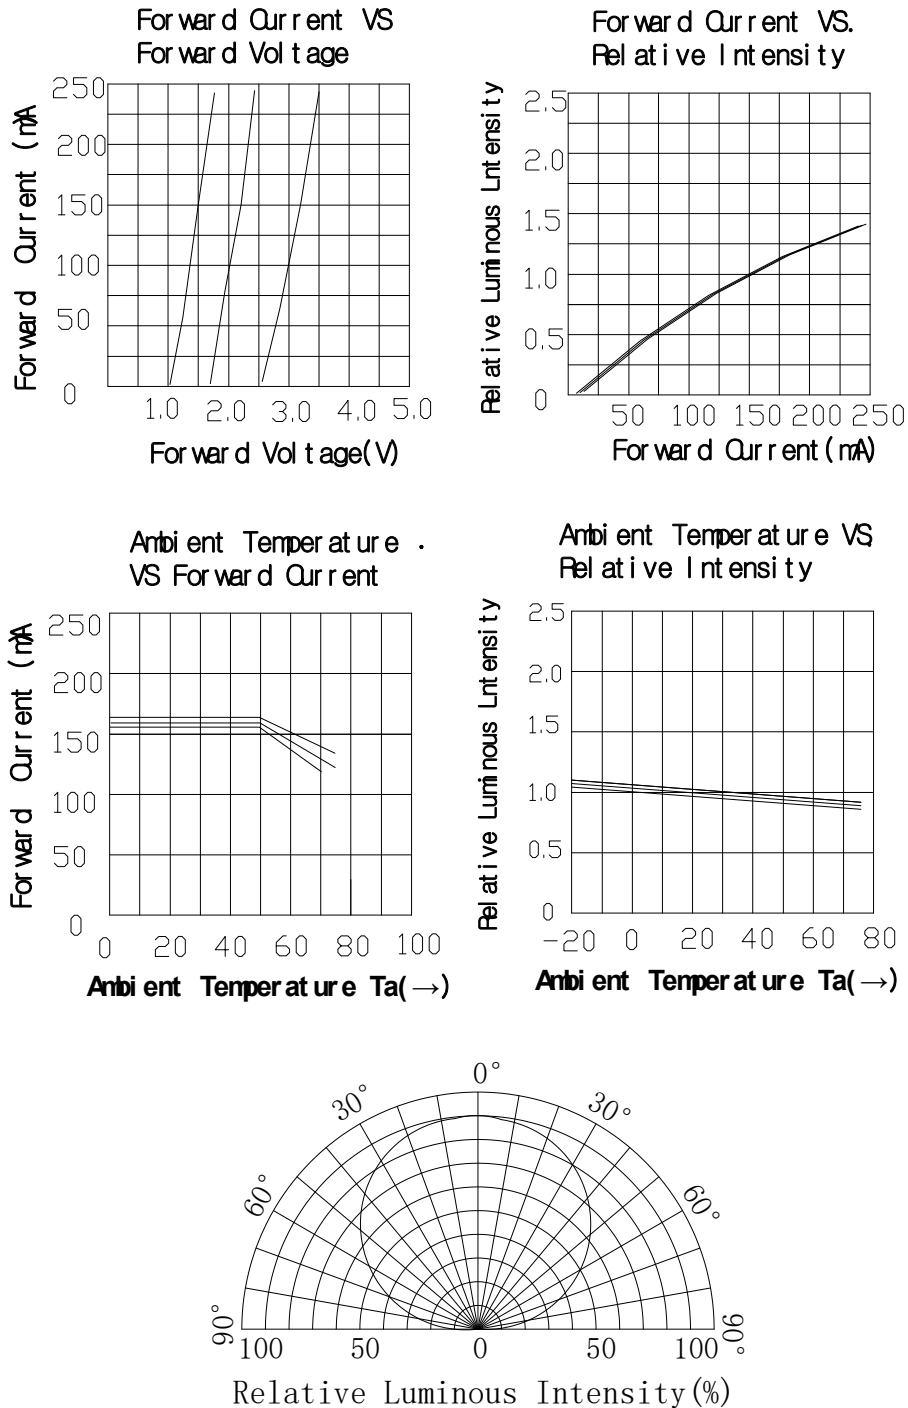 Forward Current VS
Forward Voltage
Forward Current (mA)
250
200
150
100
50
0
1.0 2.0 3.0 4.0 5.0
Forward Voltage(V)
Forward Current VS.
Relative Intensity
Relative Luminous Lntensity
2.5
2.0
1.5
1.0
0.5
0
50 100 150 200 250
Forward Current(mA)
Ambient Temperature .
VS Forward Current
Forward Current (mA)
250
200
150
100
50
0
0 20 40 60 80 100
Ambient Temperature Ta(→)
Ambient Temperature VS.
Relative Intensity
Relative Luminous Lntensity
2.5
2.0
1.5
1.0
0.5
0
-20 0 20 40 60 80
Ambient Temperature Ta(→)
0°
30° 30°
60° 60°
90° 90°
100 50 0 50 100
Relative Luminous Intensity(%)